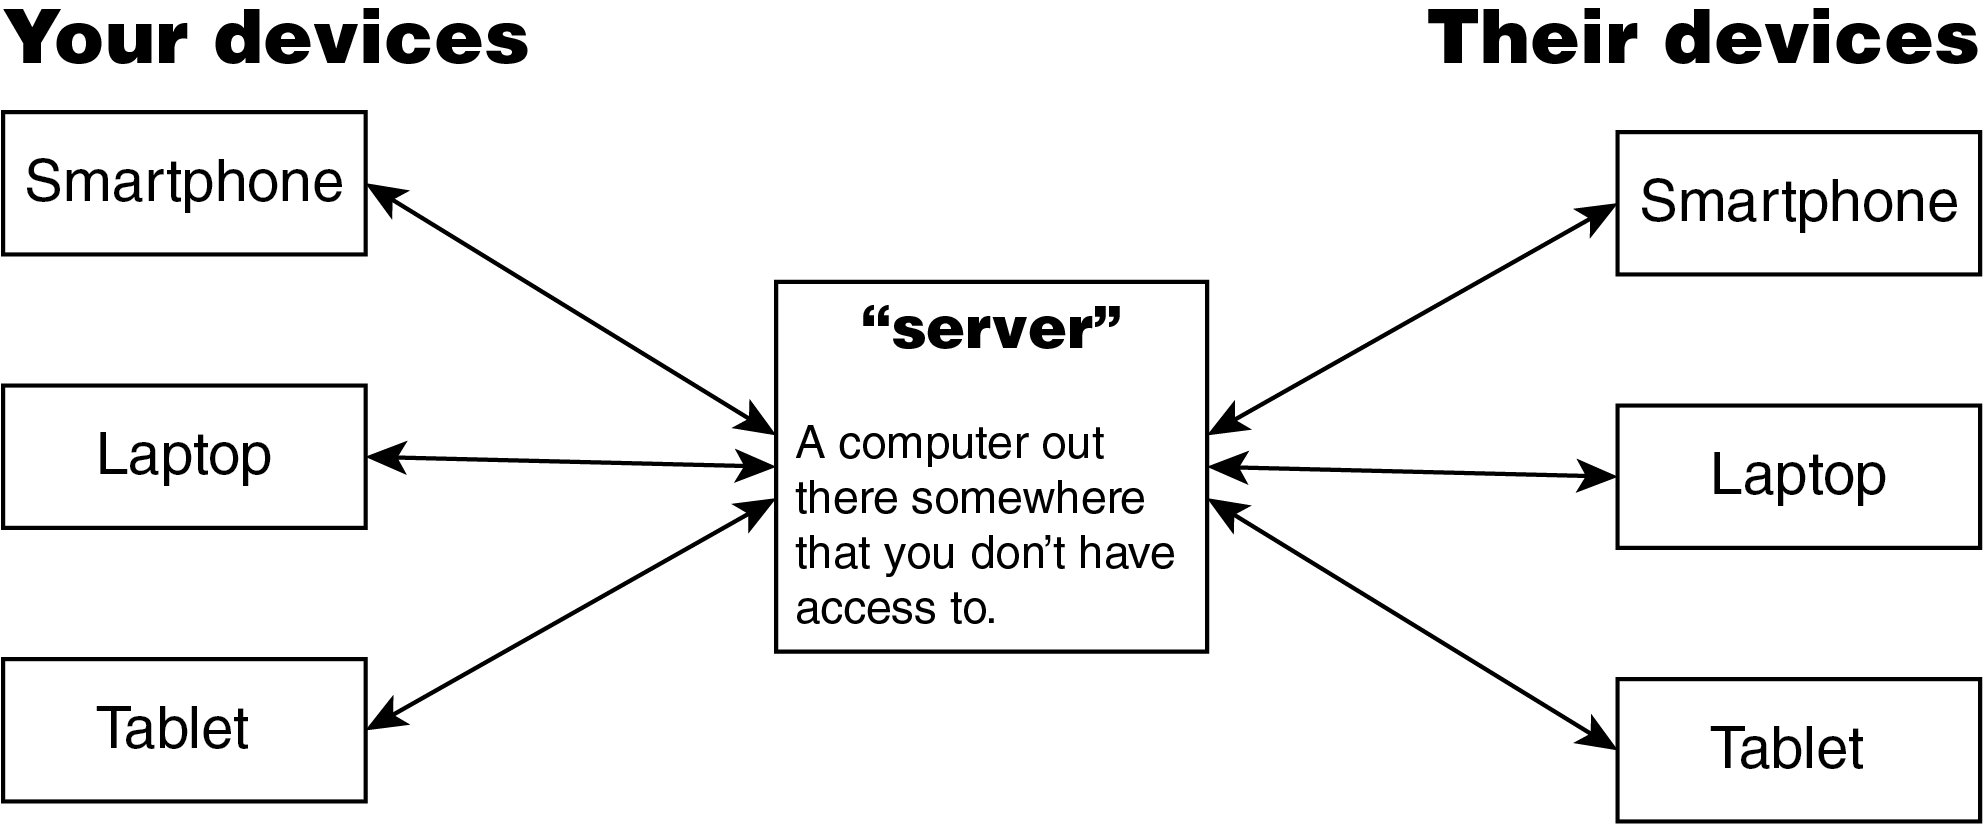 Your devices
Their devices
Smartphone
Laptop
Tablet
“server”
A computer out
there somewhere
that you don’t have
access to.
Smartphone
Laptop
Tablet